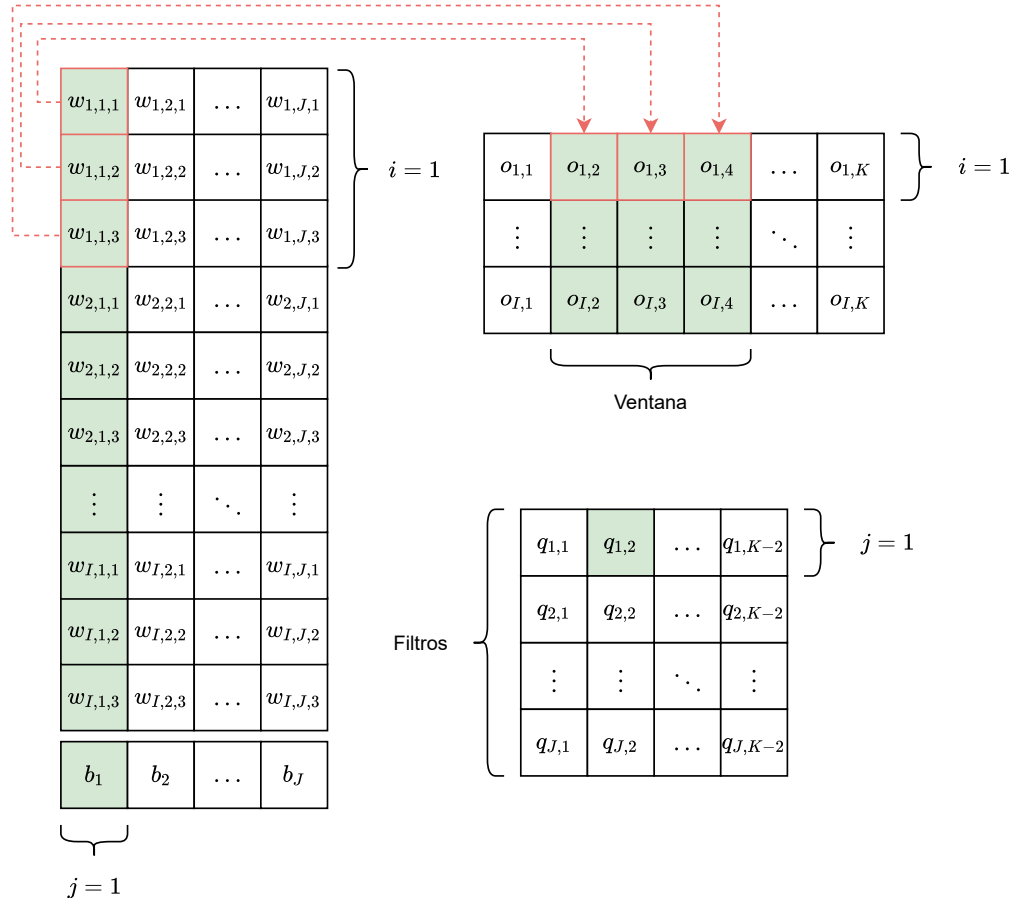 w_{1,1,1} w_{1,2,1} … w_{1,J,1}
w_{1,1,2} w_{1,2,2} … w_{1,J,2}
w_{1,1,3} w_{1,2,3} … w_{1,J,3}
i = 1
w_{2,1,1} w_{2,2,1} … w_{2,J,1}
w_{2,1,2} w_{2,2,2} … w_{2,J,2}
w_{2,1,3} w_{2,2,3} … w_{2,J,3}
⋮ ⋮ ⋱ ⋮
w_{I,1,1} w_{I,2,1} … w_{I,J,1}
w_{I,1,2} w_{I,2,2} … w_{I,J,2}
w_{I,1,3} w_{I,2,3} … w_{I,J,3}
b_1 b_2 … b_J
j = 1
o_{1,1} o_{1,2} o_{1,3} o_{1,4} … o_{1,K}
i = 1
⋮ ⋮ ⋮ ⋮ ⋱ ⋮
o_{I,1} o_{I,2} o_{I,3} o_{I,4} … o_{I,K}
Ventana
q_{1,1} q_{1,2} … q_{1,K−2}
j = 1
q_{2,1} q_{2,2} … q_{2,K−2}
Filtros
⋮ ⋮ ⋱ ⋮
q_{J,1} q_{J,2} … q_{J,K−2}